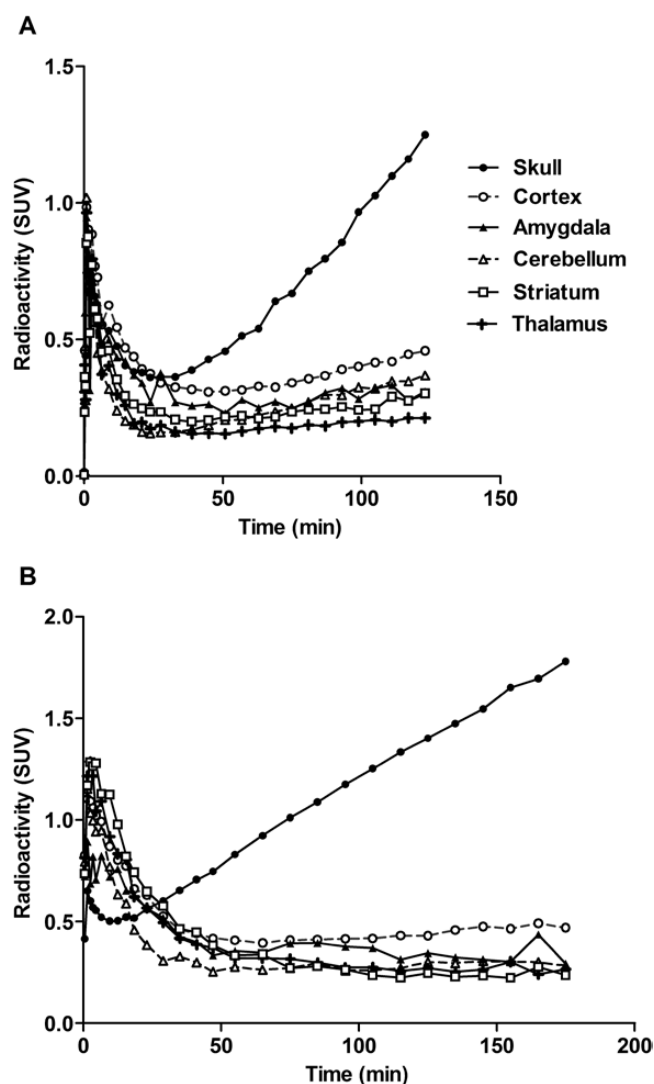 A
1.5
1.0
0.5
0.0
Radioactivity (SUV)
0
50
100
150
Time (min)
Skull
Cortex
Amygdala
Cerebellum
Striatum
Thalamus
B
2.0
1.5
1.0
0.5
0.0
Radioactivity (SUV)
0
50
100
150
200
Time (min)